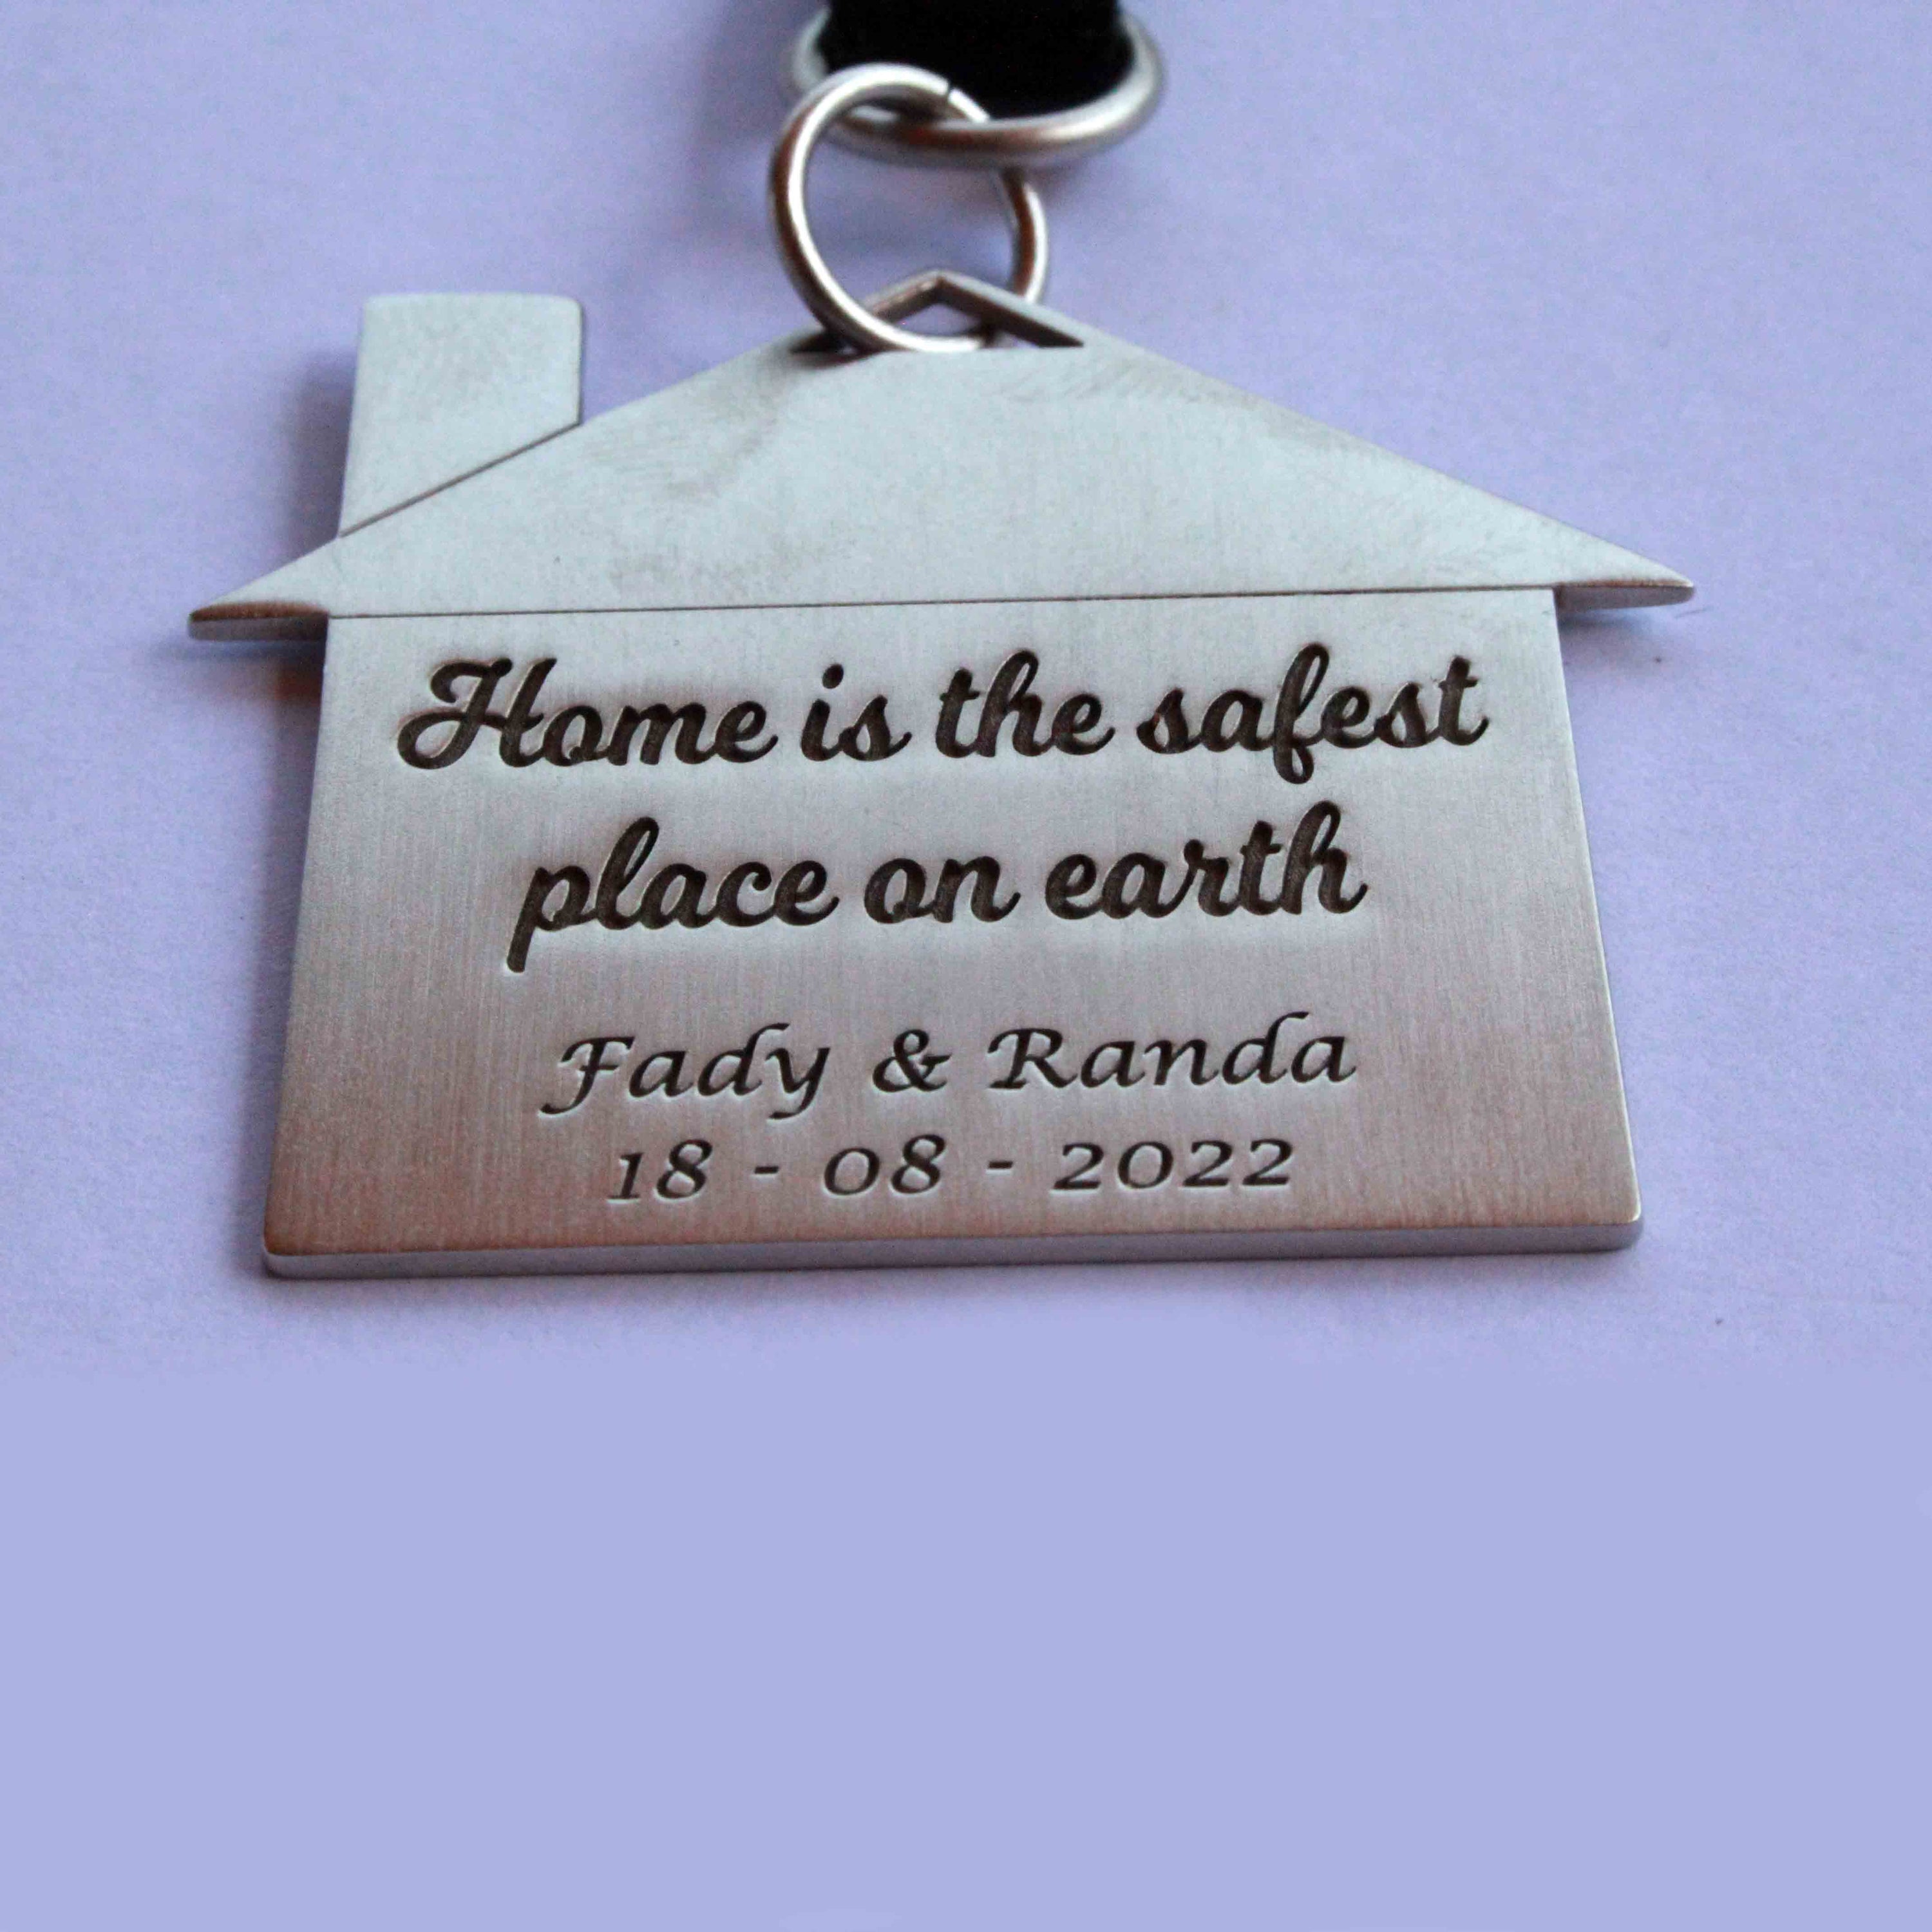 Home is the safest
place on earth
Fady & Randa
18 - 08 - 2022